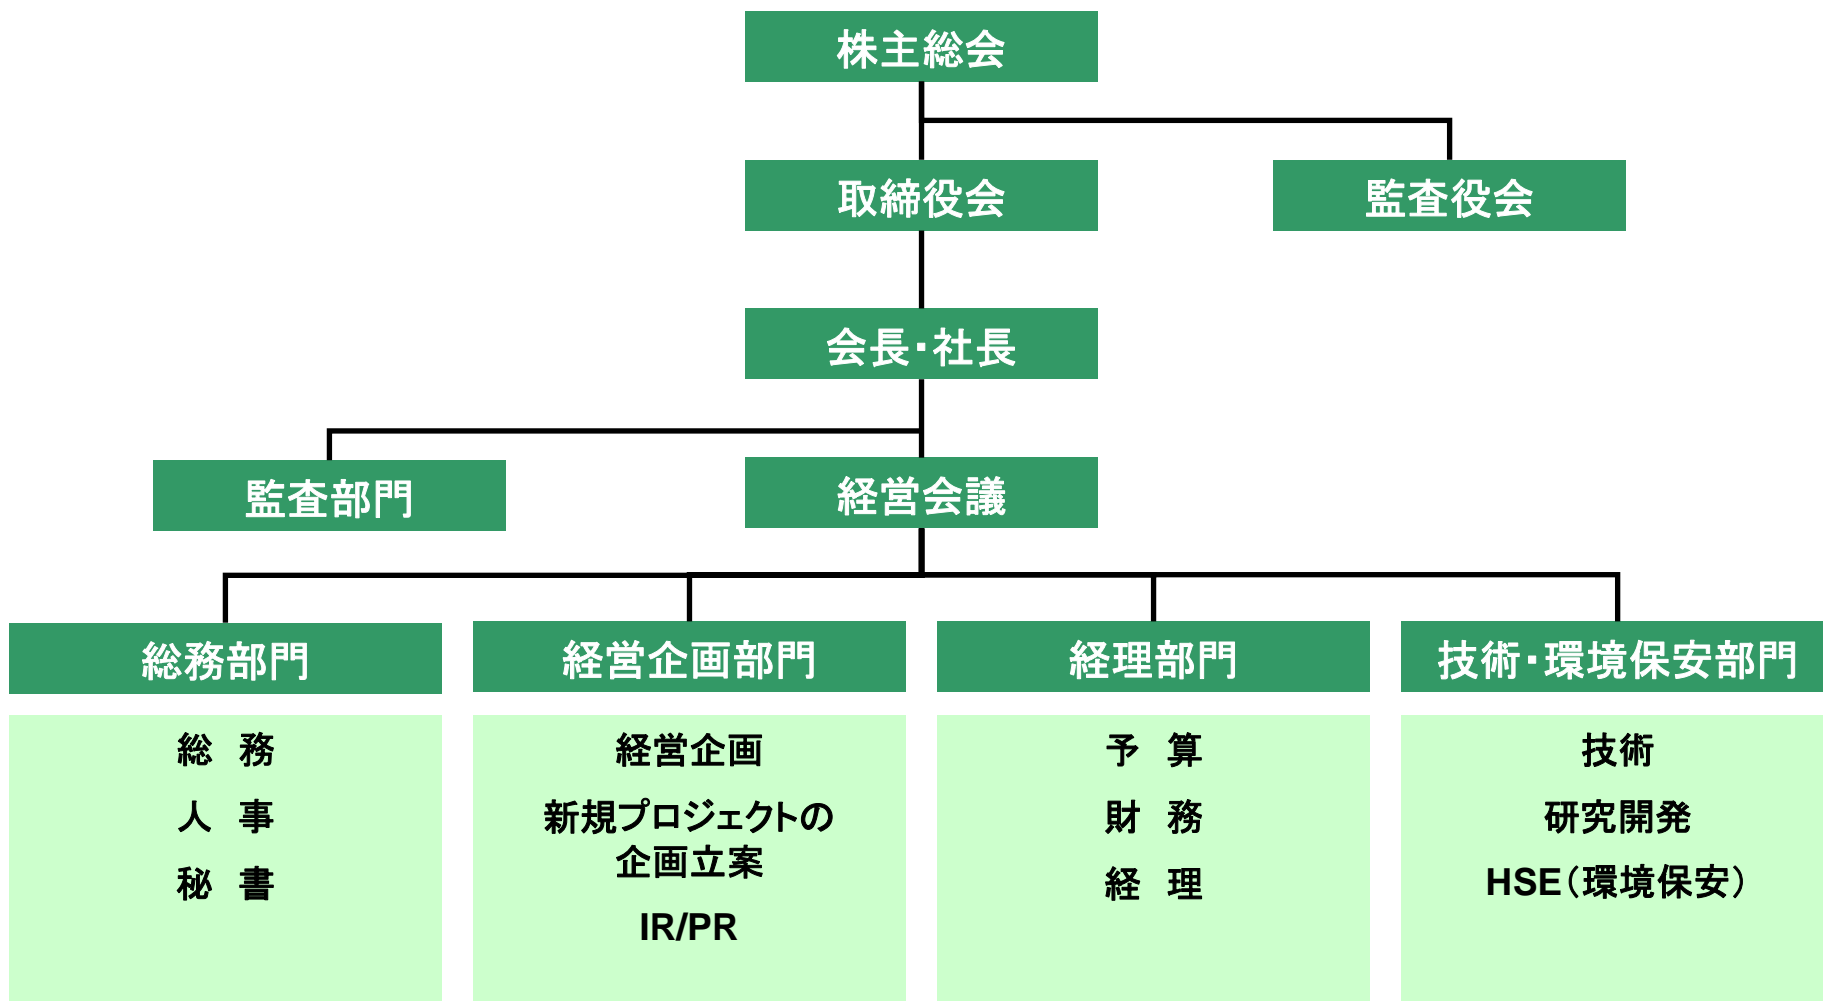 株主総会
取締役会
監査役会
会長・社長
監査部門
経営会議
総務部門
経営企画部門
経理部門
技術・環境保安部門
総　務
人　事
秘　書
経営企画
新規プロジェクトの
企画立案
IR/PR
予　算
財　務
経　理
技術
研究開発
HSE（環境保安）